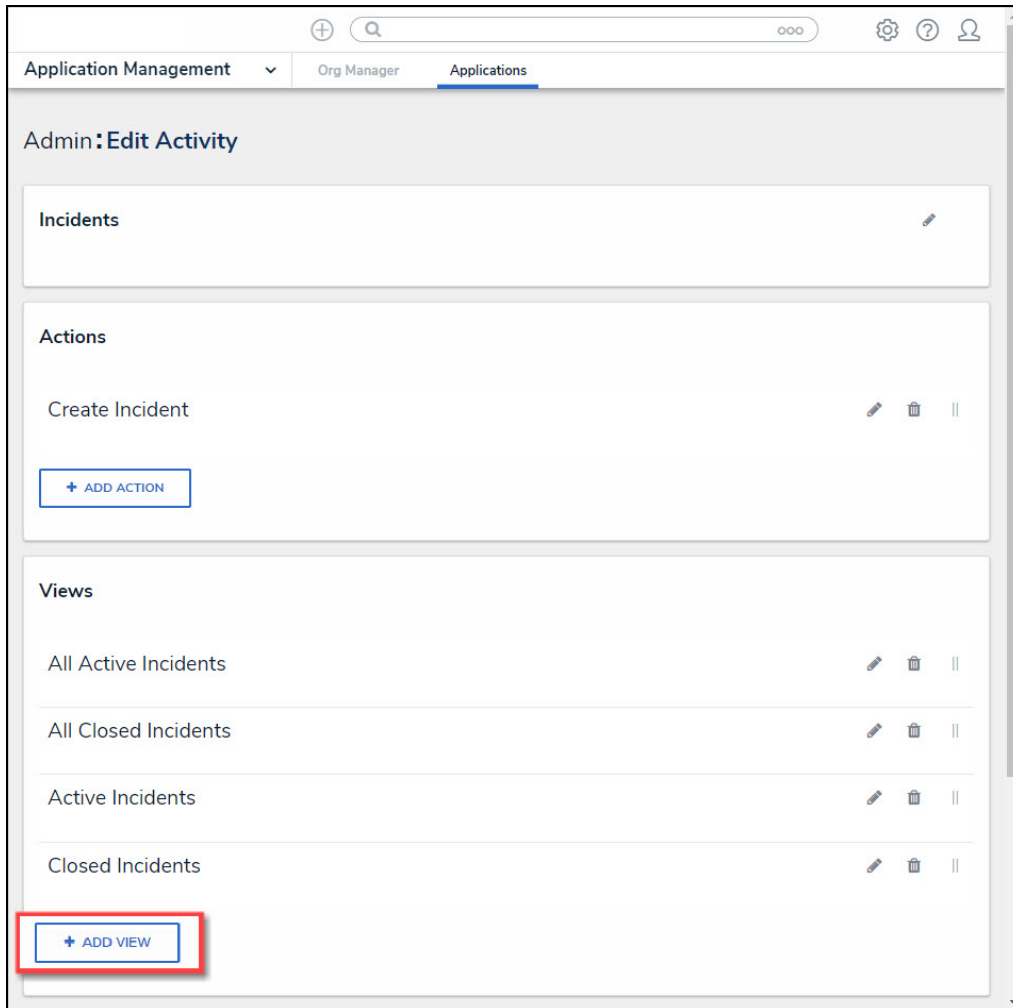 Application Management
Org Manager
Applications
Admin:Edit Activity
Incidents
Actions
Create Incident
+ ADD ACTION
Views
All Active Incidents
All Closed Incidents
Active Incidents
Closed Incidents
+ ADD VIEW